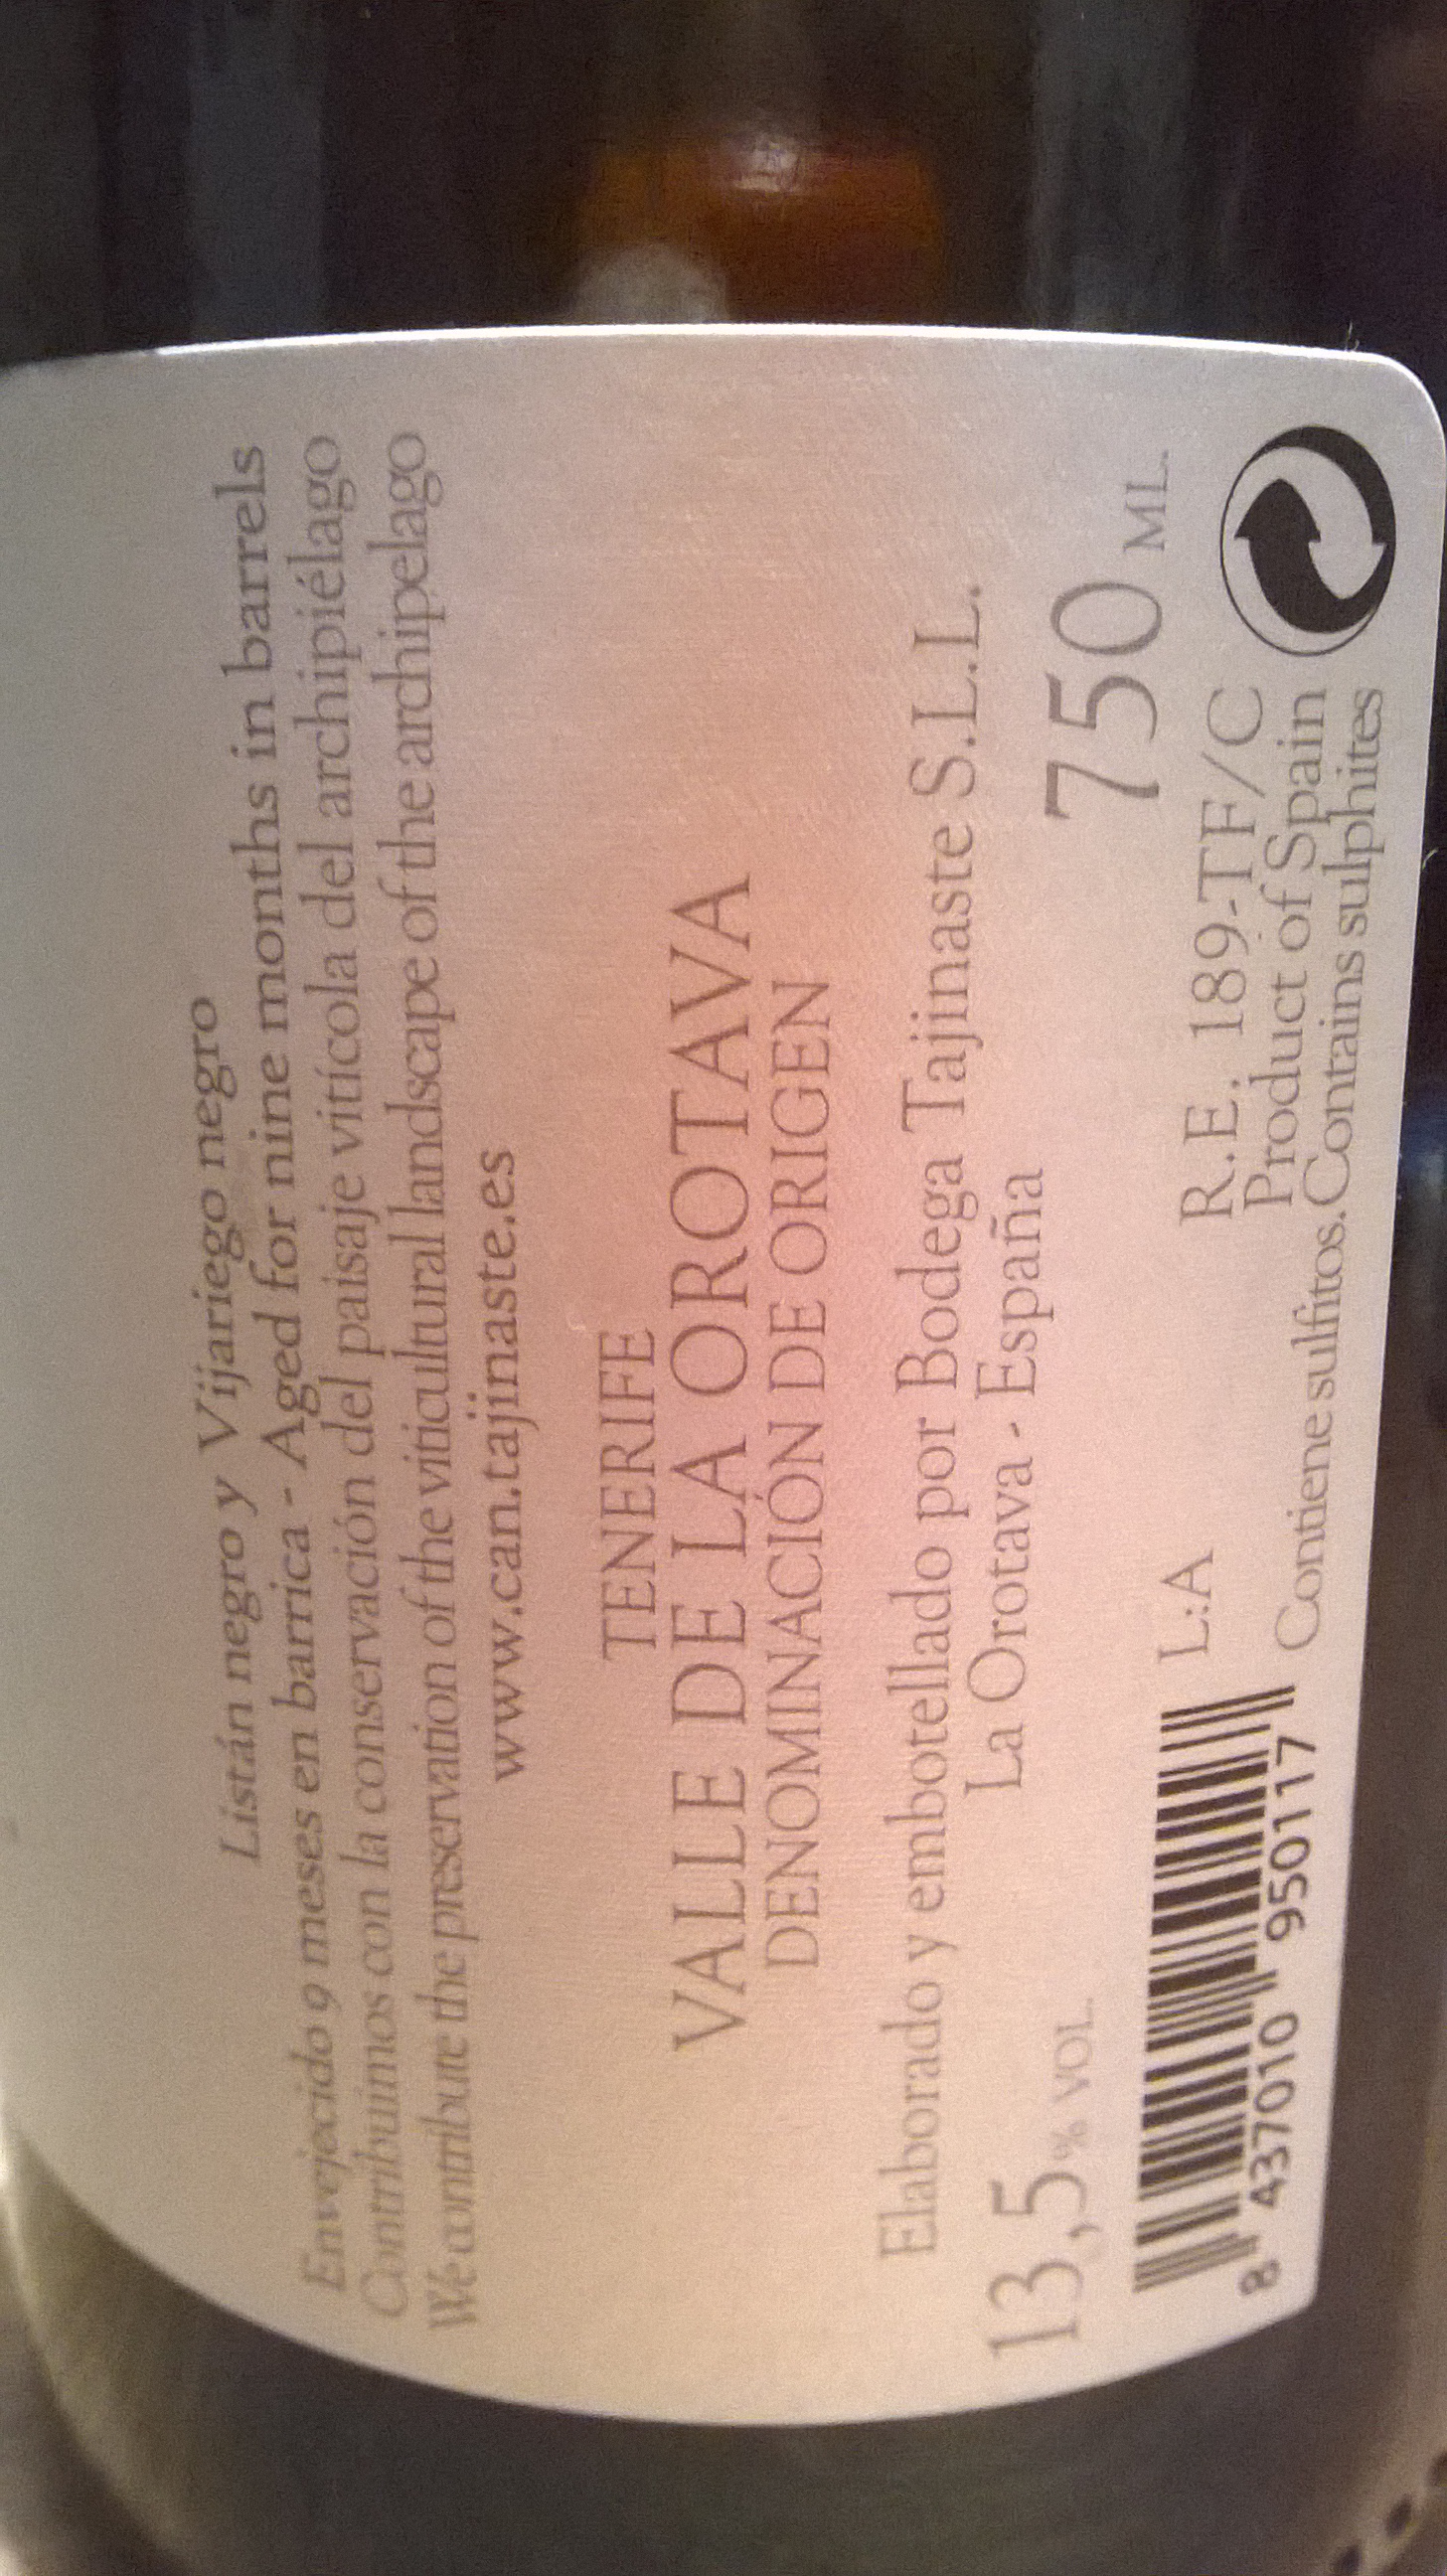 Listán negro y Vijariego negro
Envejecido 9 meses en barrica - Aged for nine months in barrels
Contribuimos con la conservación del paisaje vitícola del archipiélago
We contribute the preservation of the viticultural landscape of the archipelago
www.can.tajinaste.es
TENERIFE
VALLE DE LA OROTAVA
DENOMINACIÓN DE ORIGEN
Elaborado y embotellado por Bodega Tajinaste S.L.L.
La Orotava - España
13,5% VOL. 750 ML.
L:A R.E. 189-TF/C
Product of Spain
Contiene sulfitos. Contains sulphites
8 437010 950117